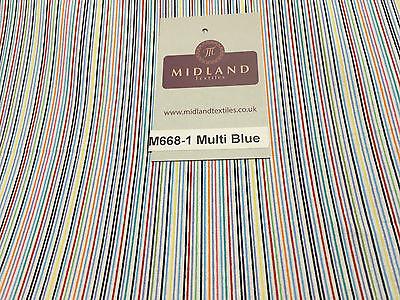 M
MIDLAND
textiles
www.midlandtextiles.co.uk
M668-1 Multi Blue